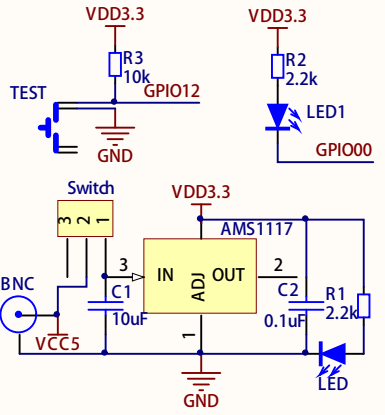 VDD3.3
VDD3.3
R3
10k
R2
2.2k
TEST
GPIO12
LED1
GND
GPIO00
Switch
VDD3.3
3 2 1
AMS1117
BNC
3
IN
ADJ
OUT
2
C1
10uF
C2
0.1uF
R1
2.2k
VCC5
1
LED
GND